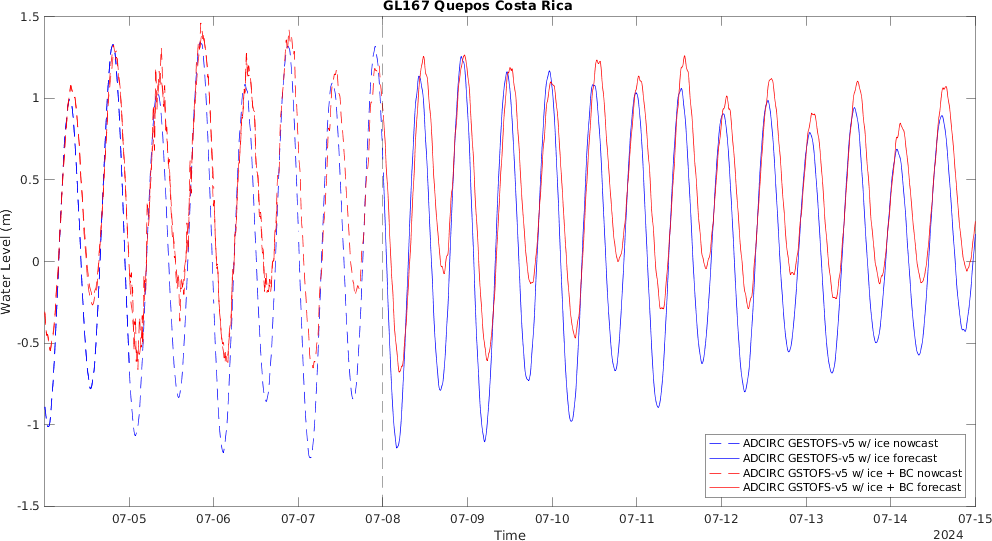 GL167 Quepos Costa Rica
1.5
1
0.5
0
-0.5
-1
-1.5
Water Level (m)
07-05 07-06 07-07 07-08 07-09 07-10 07-11 07-12 07-13 07-14 07-15
Time
2024
ADCIRC GESTOFS-v5 w/ ice nowcast
ADCIRC GESTOFS-v5 w/ ice forecast
ADCIRC GSTOFS-v5 w/ ice + BC nowcast
ADCIRC GSTOFS-v5 w/ ice + BC forecast